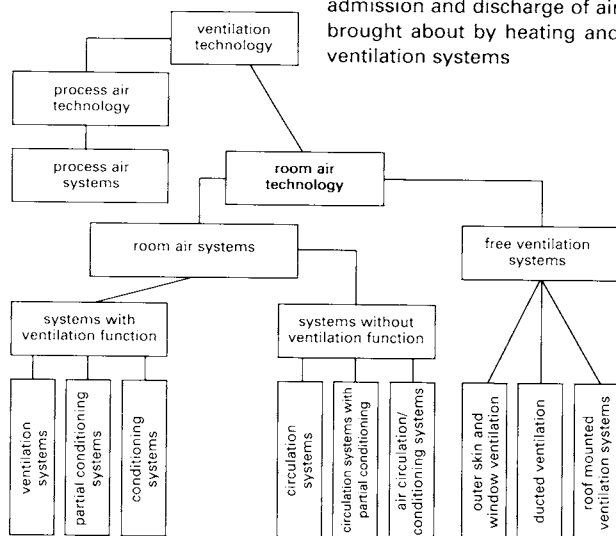 admission and discharge of air
brought about by heating and
ventilation systems
ventilation
technology
process air
technology
process air
systems
room air
technology
room air systems
free ventilation
systems
systems with
ventilation function
systems without
ventilation function
ventilation
systems
partial conditioning
systems
conditioning
systems
circulation
systems
circulation systems with
partial conditioning
air circulation/
conditioning systems
outer skin and
window ventilation
ducted ventilation
roof mounted
ventilation systems